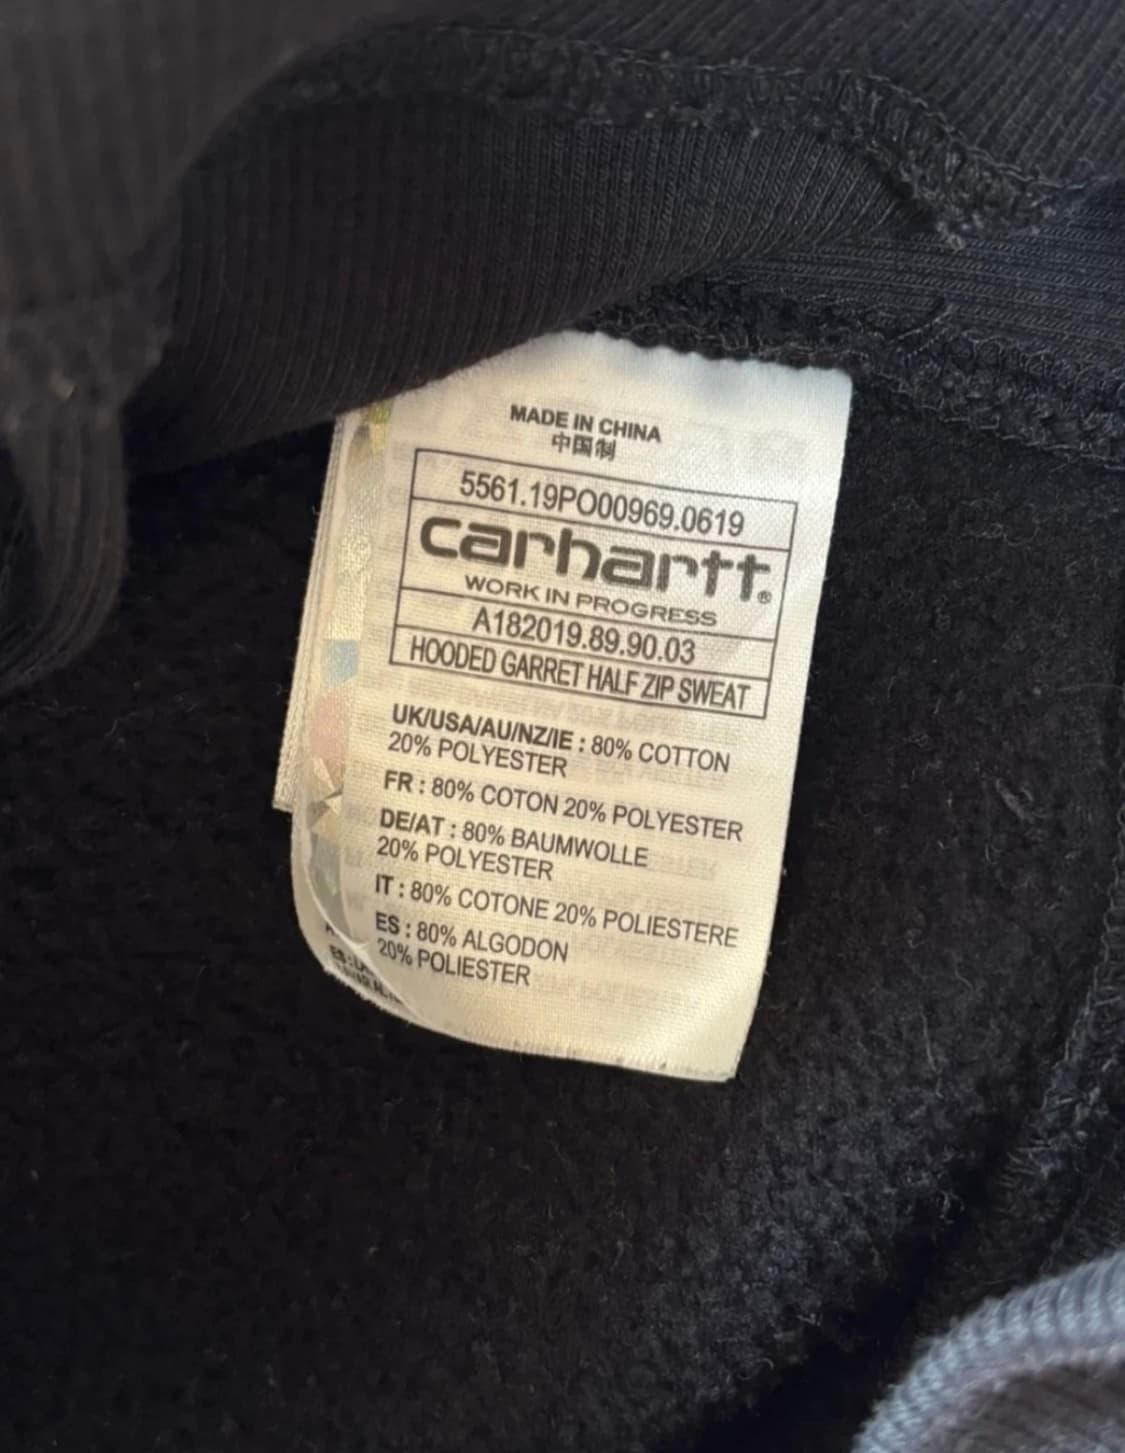 MADE IN CHINA
中国制
5561.19PO00969.0619
carhartt®
WORK IN PROGRESS
A182019.89.90.03
HOODED GARRET HALF ZIP SWEAT
UK/USA/AU/NZ/IE : 80% COTTON
20% POLYESTER
FR : 80% COTON 20% POLYESTER
DE/AT : 80% BAUMWOLLE
20% POLYESTER
IT : 80% COTONE 20% POLIESTERE
ES : 80% ALGODON
20% POLIESTER